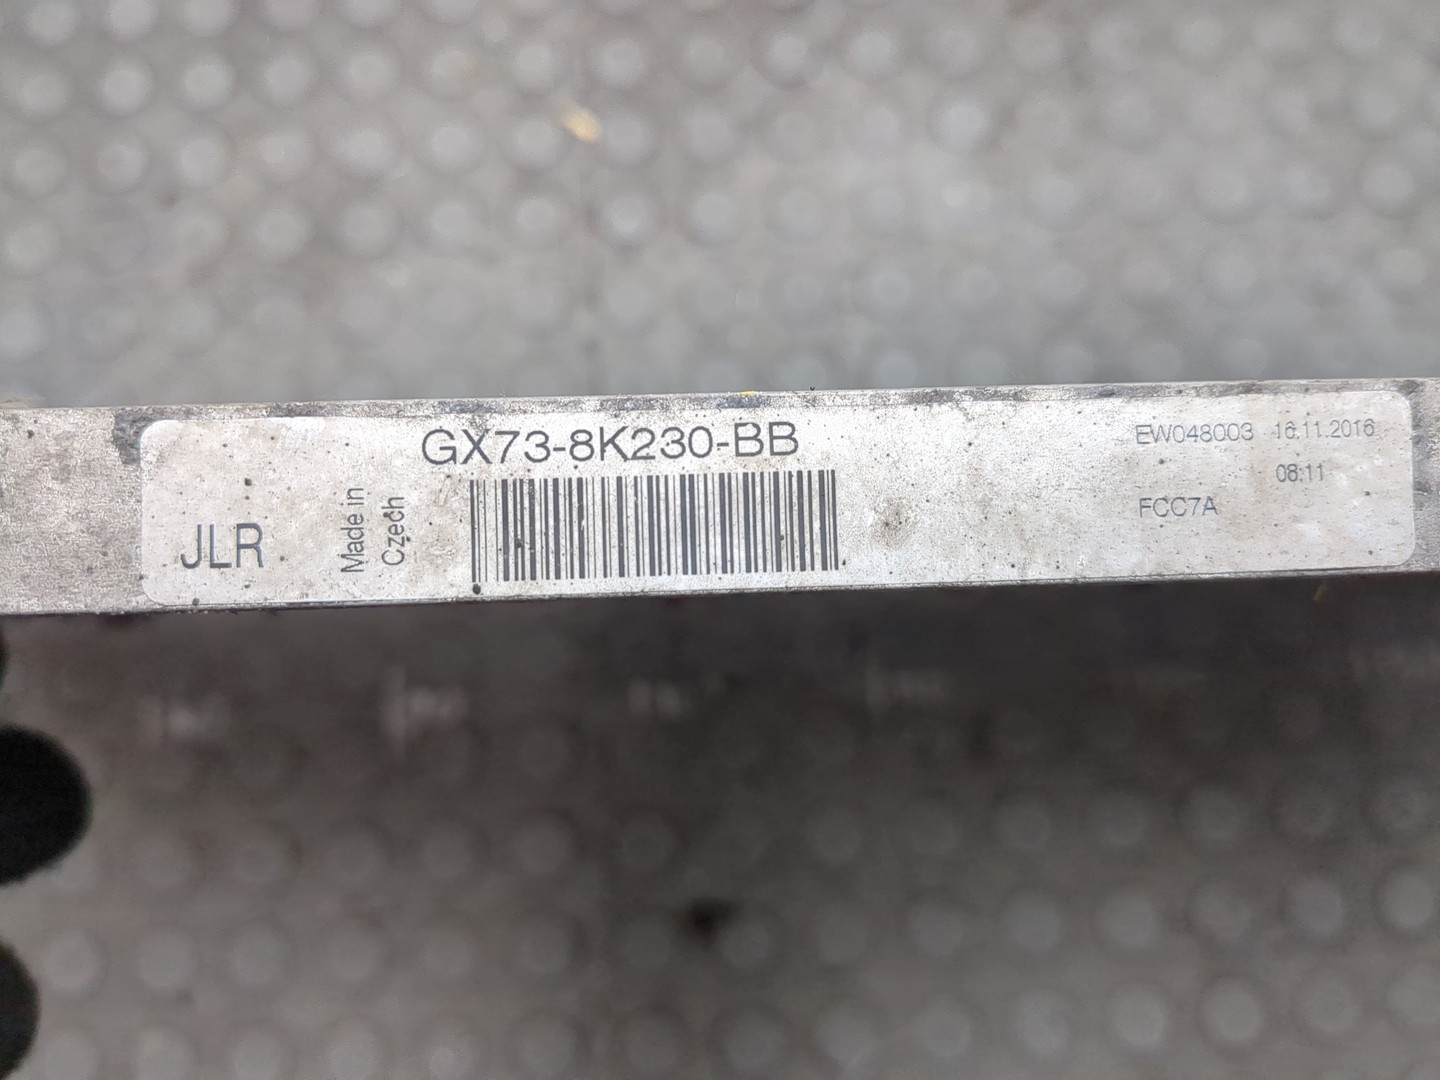 GX73-8K230-BB
JLR
Made in
Czech
EW048003 16.11.2016
08:11
FCC7A